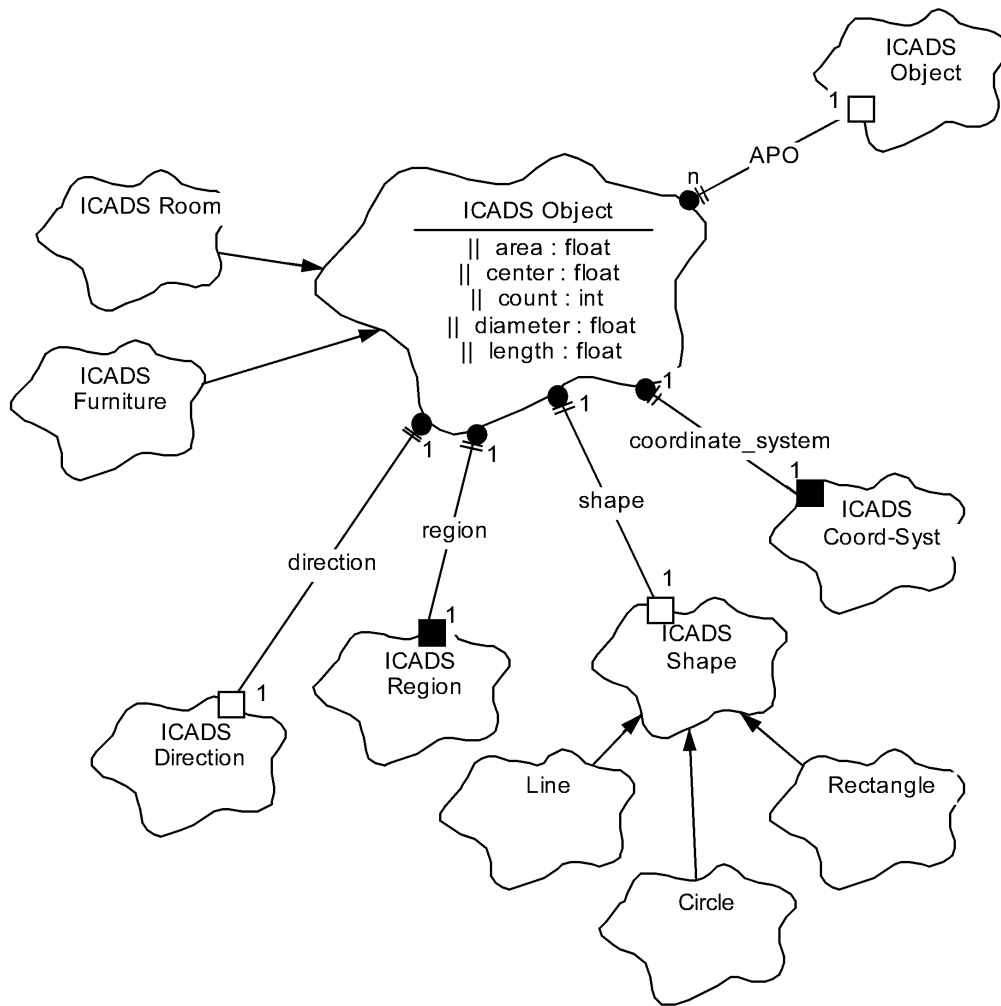 ICADS
Object
1
APO
n
ICADS Room
ICADS Object
|| area : float
|| center : float
|| count : int
|| diameter : float
|| length : float
ICADS
Furniture
1
1
1
1
coordinate_system
1
ICADS
Coord-Syst
shape
region
direction
1
ICADS
Shape
1
ICADS
Region
1
ICADS
Direction
Line
Rectangle
Circle